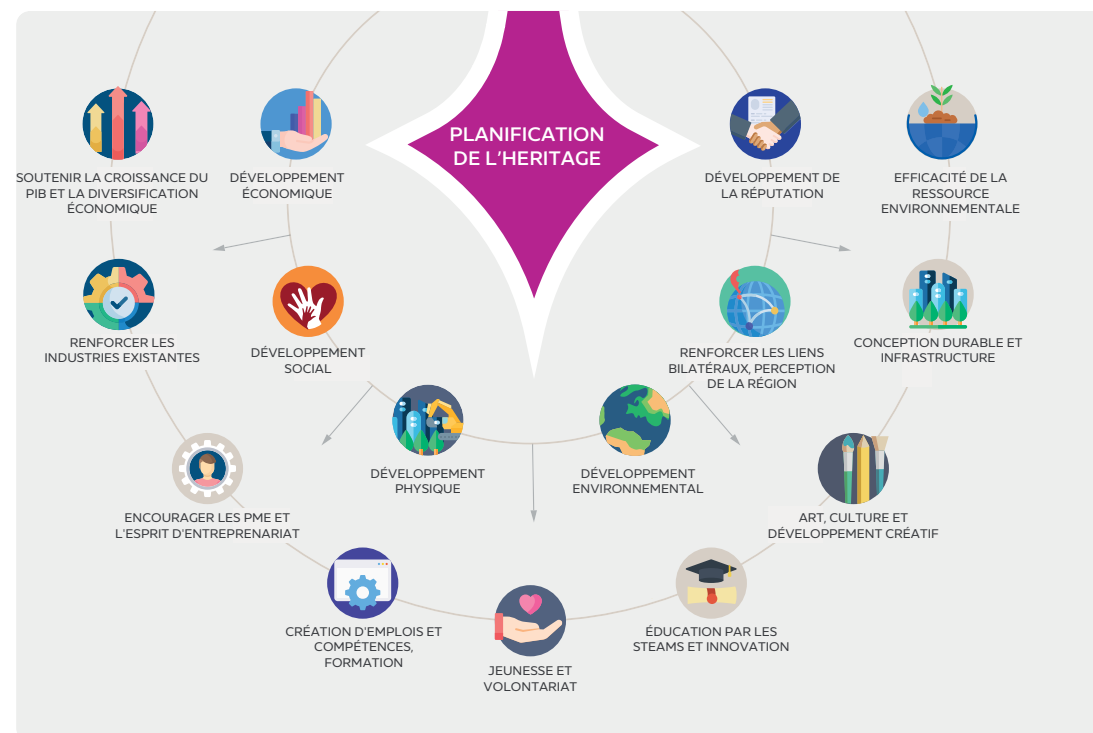 PLANIFICATION
DE L'HERITAGE
SOUTENIR LA CROISSANCE DU
PIB ET LA DIVERSIFICATION
ÉCONOMIQUE
DÉVELOPPEMENT
ÉCONOMIQUE
DÉVELOPPEMENT DE
LA RÉPUTATION
EFFICACITÉ DE LA
RESSOURCE
ENVIRONNEMENTALE
RENFORCER LES
INDUSTRIES EXISTANTES
DÉVELOPPEMENT
SOCIAL
RENFORCER LES LIENS
BILATÉRAUX, PERCEPTION
DE LA RÉGION
CONCEPTION DURABLE ET
INFRASTRUCTURE
DÉVELOPPEMENT
PHYSIQUE
DÉVELOPPEMENT
ENVIRONNEMENTAL
ENCOURAGER LES PME ET
L'ESPRIT D'ENTREPRENARIAT
ART, CULTURE ET
DÉVELOPPEMENT CRÉATIF
CRÉATION D'EMPLOIS ET
COMPÉTENCES,
FORMATION
JEUNESSE ET
VOLONTARIAT
ÉDUCATION PAR LES
STEAMS ET INNOVATION